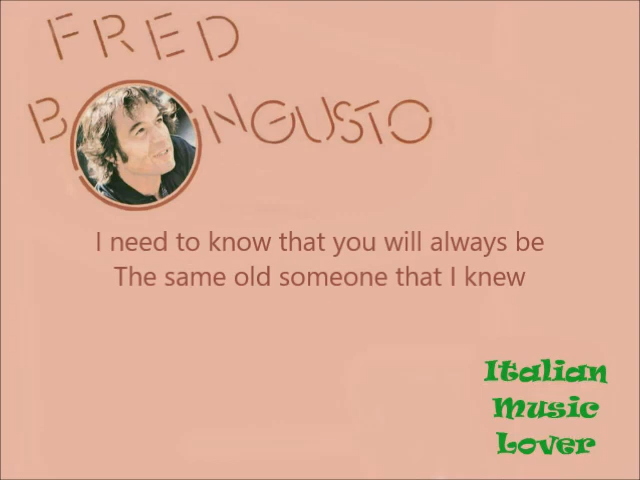 FRED
BONGUSTO
I need to know that you will always be
The same old someone that I knew
Italian
Music
Lover